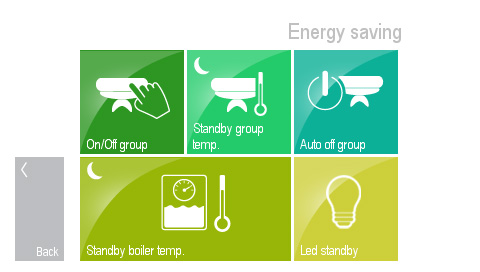 Energy saving
On/Off group
Standby group
temp.
Auto off group
Back
Standby boiler temp.
Led standby